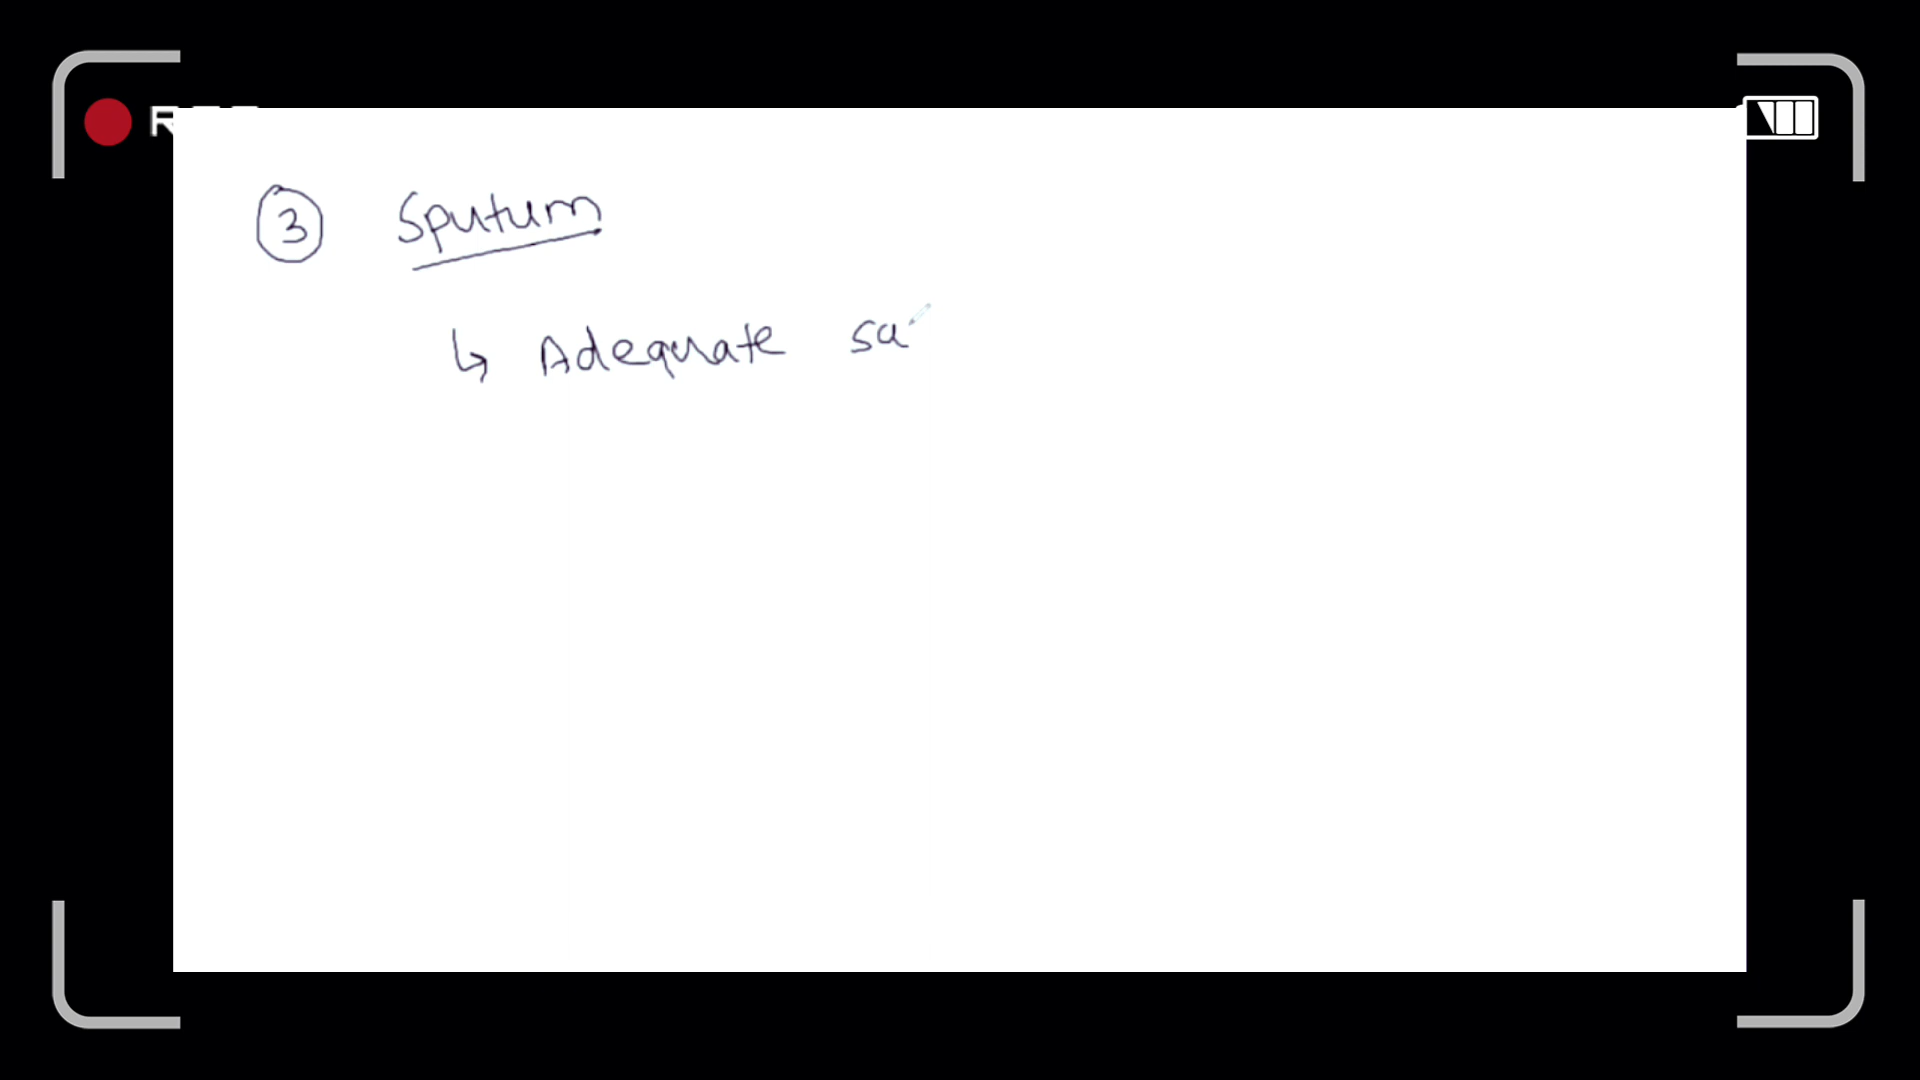 ③ Sputum
↳ Adequate sa